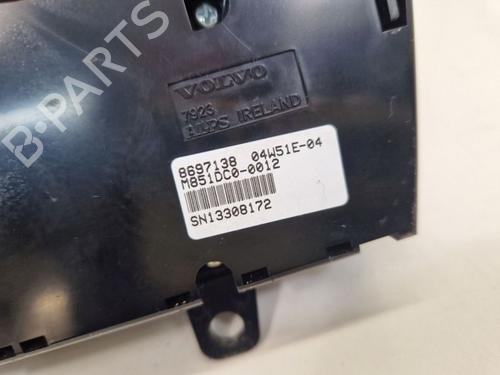 B-PARTS
VOLVO
7923
ALPS IRELAND
8697138 04W51E-04
M851DC0-0012
SN13308172